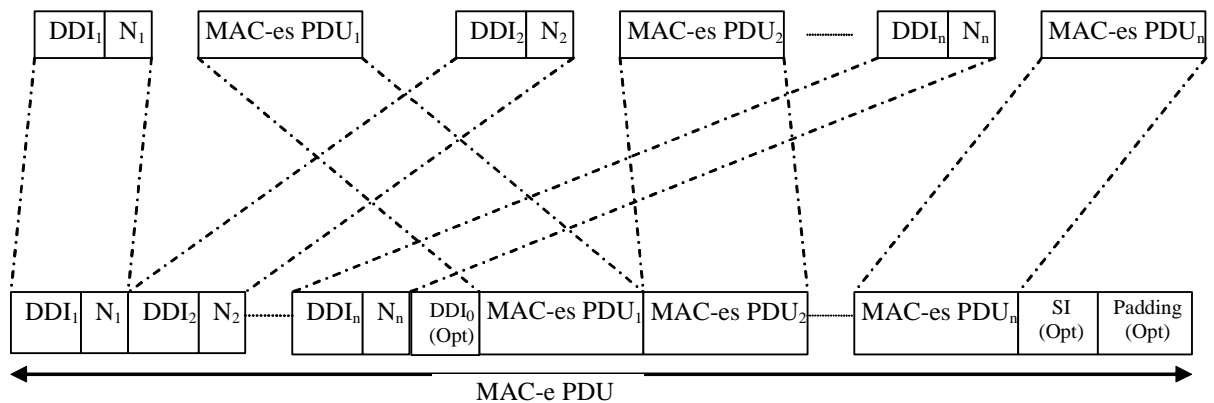 DDI₁ N₁ MAC-es PDU₁ DDI₂ N₂ MAC-es PDU₂ DDIₙ Nₙ MAC-es PDUₙ
DDI₁ N₁ DDI₂ N₂ DDIₙ Nₙ DDI₀ (Opt) MAC-es PDU₁ MAC-es PDU₂ MAC-es PDUₙ SI (Opt) Padding (Opt)
MAC-e PDU